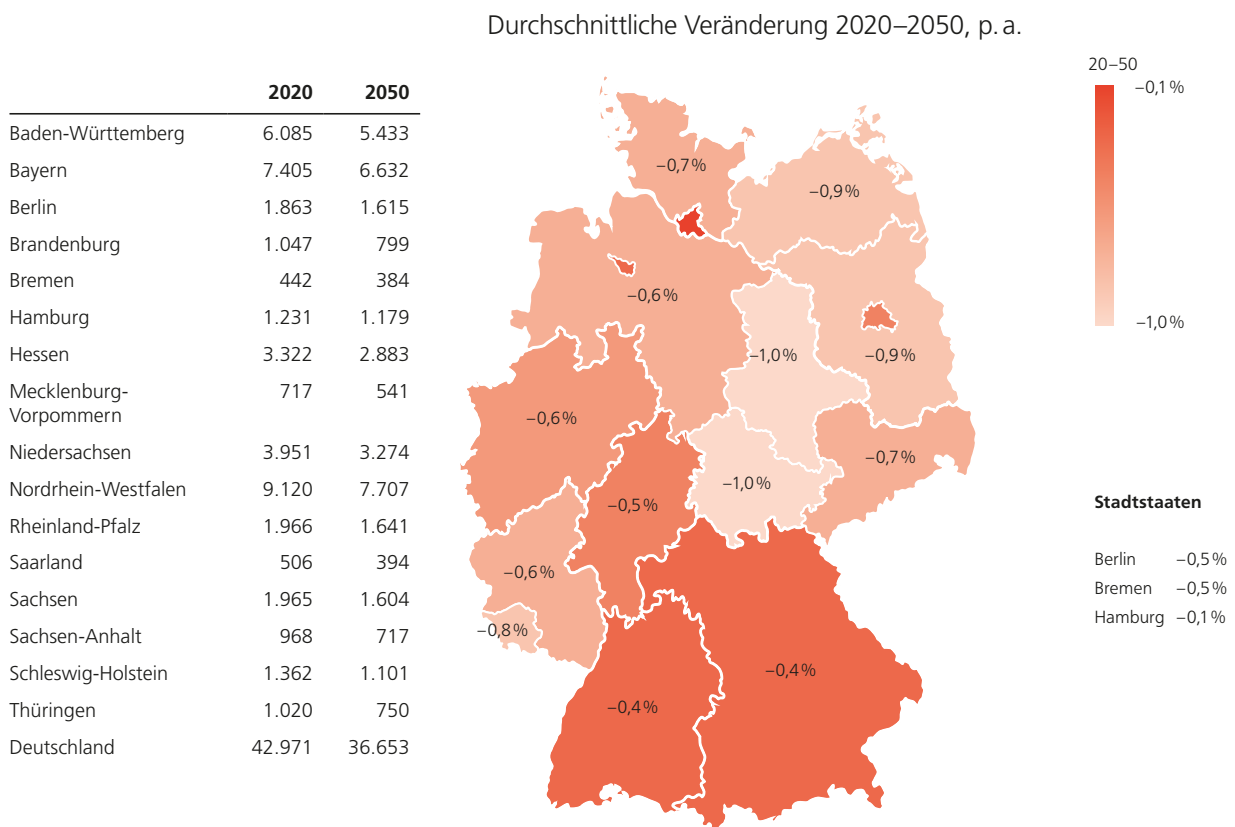 Durchschnittliche Veränderung 2020–2050, p. a.
2020 2050
Baden-Württemberg 6.085 5.433
Bayern 7.405 6.632
Berlin 1.863 1.615
Brandenburg 1.047 799
Bremen 442 384
Hamburg 1.231 1.179
Hessen 3.322 2.883
Mecklenburg- 717 541
Vorpommern
Niedersachsen 3.951 3.274
Nordrhein-Westfalen 9.120 7.707
Rheinland-Pfalz 1.966 1.641
Saarland 506 394
Sachsen 1.965 1.604
Sachsen-Anhalt 968 717
Schleswig-Holstein 1.362 1.101
Thüringen 1.020 750
Deutschland 42.971 36.653
–0,7 %
–0,9 %
–0,6 %
–1,0 %
–0,9 %
–0,6 %
–0,7 %
–1,0 %
–0,5 %
–0,6 %
–0,8 %
–0,4 %
–0,4 %
20–50
–0,1 %
–1,0 %
Stadtstaaten
Berlin –0,5 %
Bremen –0,5 %
Hamburg –0,1 %